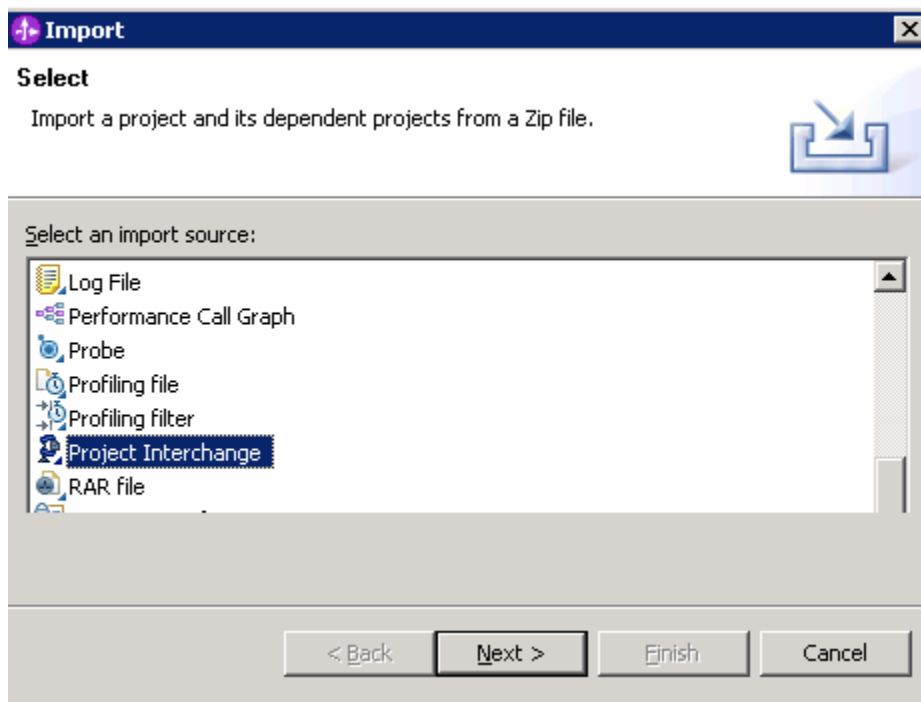 Import
Select
Import a project and its dependent projects from a Zip file.
Select an import source:
Log File
Performance Call Graph
Probe
Profiling file
Profiling filter
Project Interchange
RAR file
< Back
Next >
Finish
Cancel